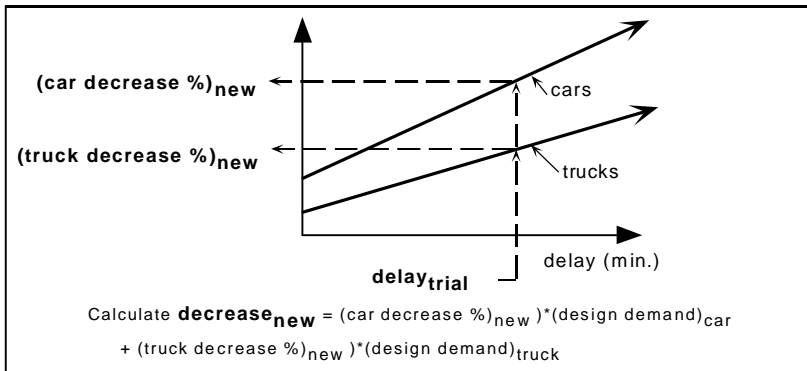 (car decrease %)new
cars
(truck decrease %)new
trucks
delay (min.)
delaytrial
Calculate decreasenew = (car decrease %)new )*(design demand)car
+ (truck decrease %)new )*(design demand)truck